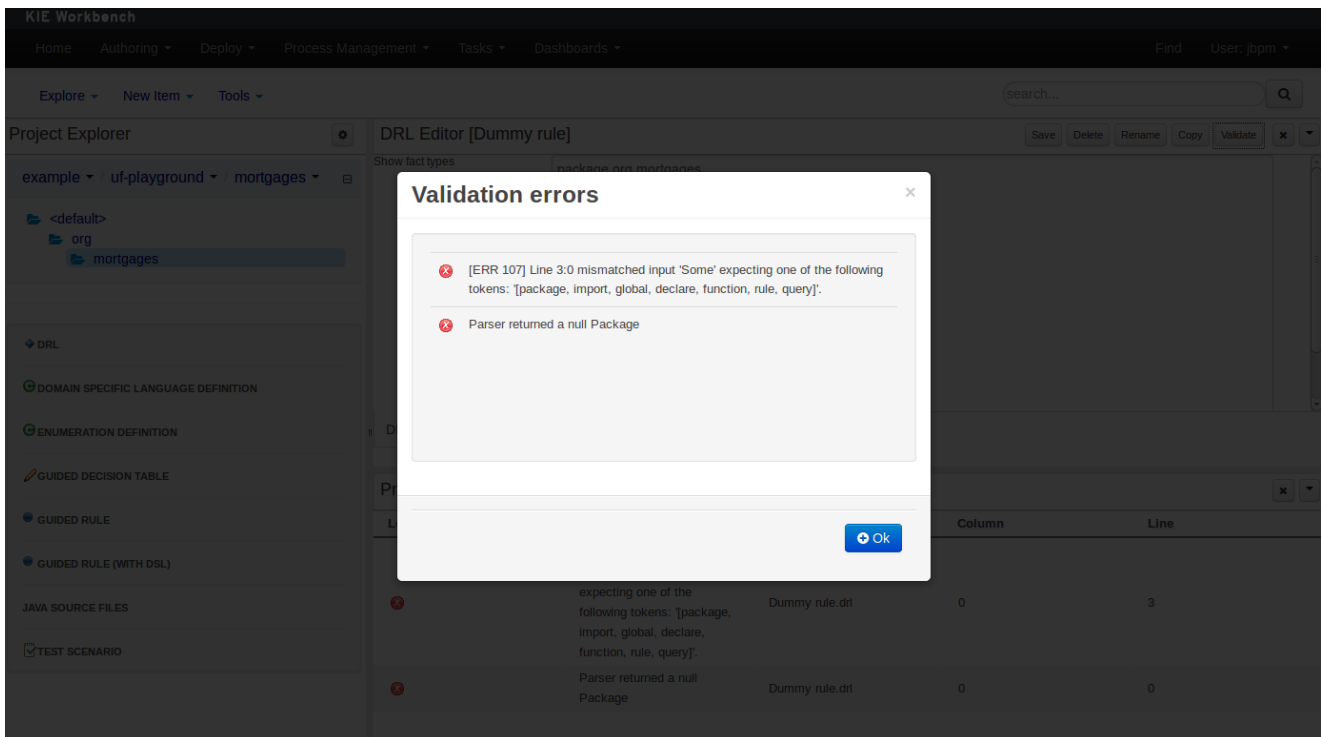 KIE Workbench
Home Authoring Deploy Process Management Tasks Dashboards Find User: jbpm
Explore New Item Tools search...
Project Explorer
DRL Editor [Dummy rule]
Save Delete Rename Copy Validate
Show fact types
package org.mortgages
example / uf-playground / mortgages
<default>
org
mortgages
Validation errors
[ERR 107] Line 3:0 mismatched input 'Some' expecting one of the following
tokens: '[package, import, global, declare, function, rule, query]'.
Parser returned a null Package
Ok
DRL
DOMAIN SPECIFIC LANGUAGE DEFINITION
ENUMERATION DEFINITION
GUIDED DECISION TABLE
GUIDED RULE
GUIDED RULE (WITH DSL)
JAVA SOURCE FILES
TEST SCENARIO
Column Line
expecting one of the
following tokens: '[package,
import, global, declare,
function, rule, query]'.
Dummy rule.drl 0 3
Parser returned a null
Package
Dummy rule.drl 0 0